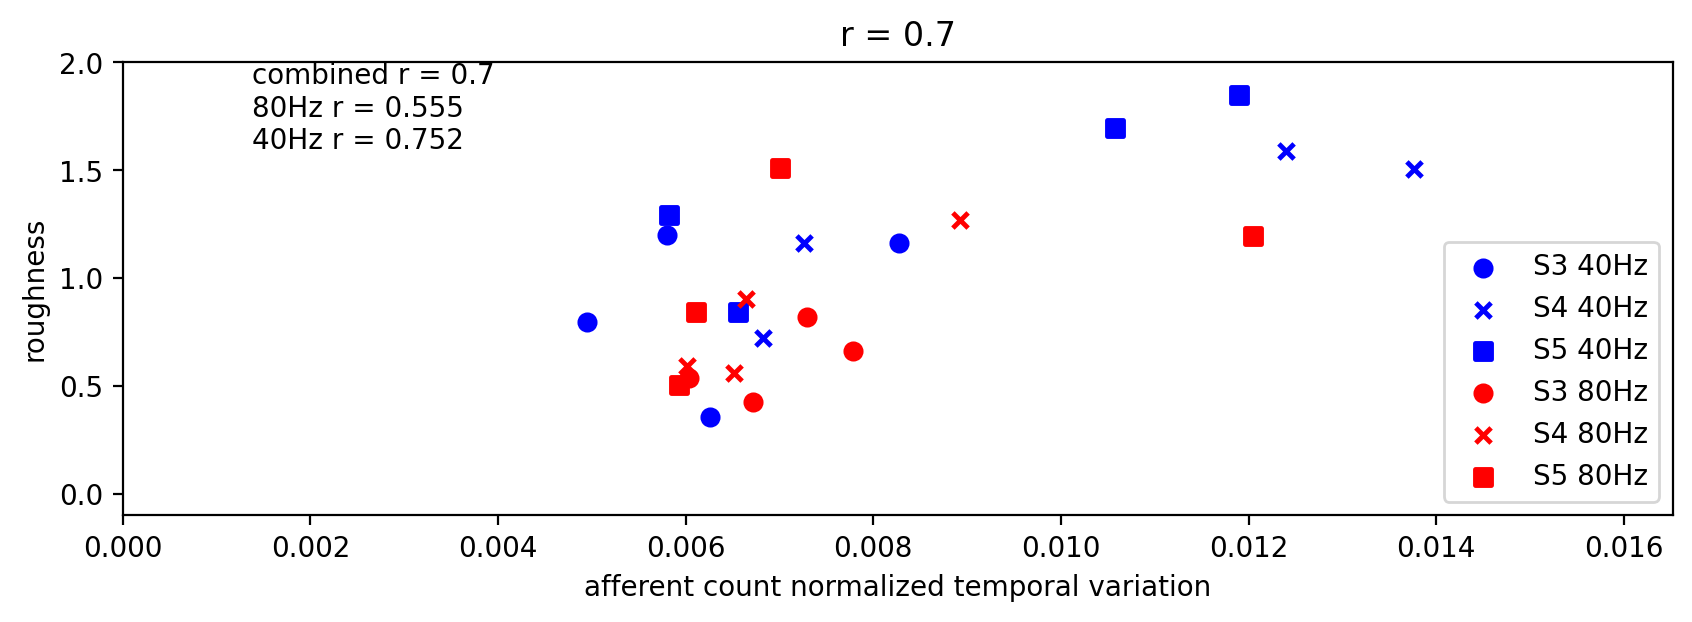 r = 0.7
combined r = 0.7
80Hz r = 0.555
40Hz r = 0.752
2.0
1.5
1.0
0.5
0.0
roughness
S3 40Hz
S4 40Hz
S5 40Hz
S3 80Hz
S4 80Hz
S5 80Hz
0.000 0.002 0.004 0.006 0.008 0.010 0.012 0.014 0.016
afferent count normalized temporal variation